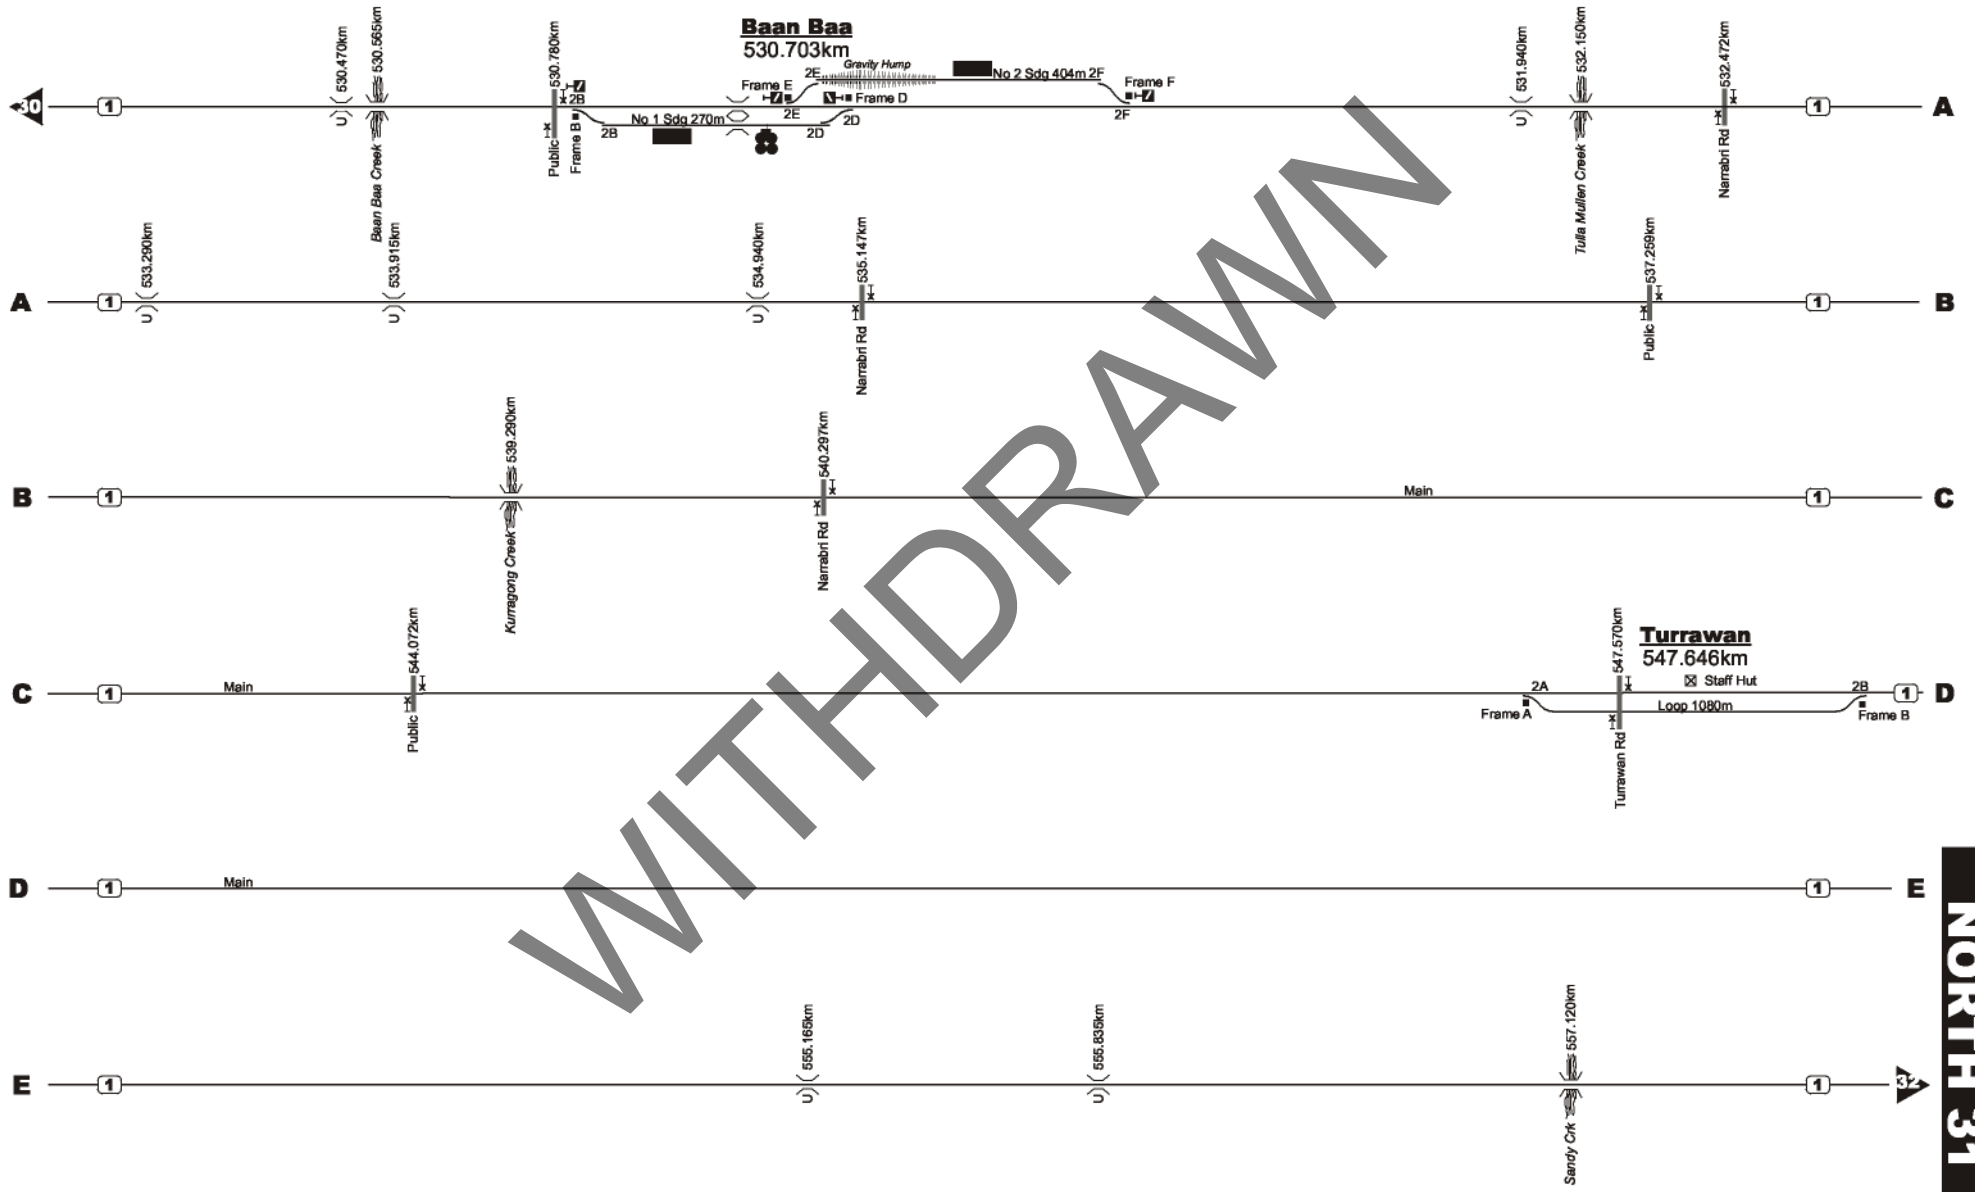 Baan Baa
530.703km
530.470km
530.565km
530.780km
531.940km
532.150km
532.472km
2E
Gravity Hump
No 2 Sdg 404m
2F
Frame E
Frame D
Frame F
30
1
2B
2E
2D
2F
1
A
U
No 1 Sdg 270m
2B
2D
U
Baan Baa Creek
Public
Frame B
Tulla Mullen Creek
Narrabri Rd
533.290km
533.915km
534.940km
535.147km
537.259km
A
1
1
B
U
U
U
Narrabri Rd
Public
539.290km
540.297km
B
1
Main
1
C
Kurragong Creek
Narrabri Rd
544.072km
547.570km
Turrawan
547.646km
Staff Hut
C
1
Main
2A
2B
1
D
Frame A
Loop 1080m
Frame B
Public
Turrawan Rd
D
1
Main
1
E
555.165km
555.835km
557.120km
E
1
1
32
U
U
Sandy Crk
NORTH 31
WITHDRAWN